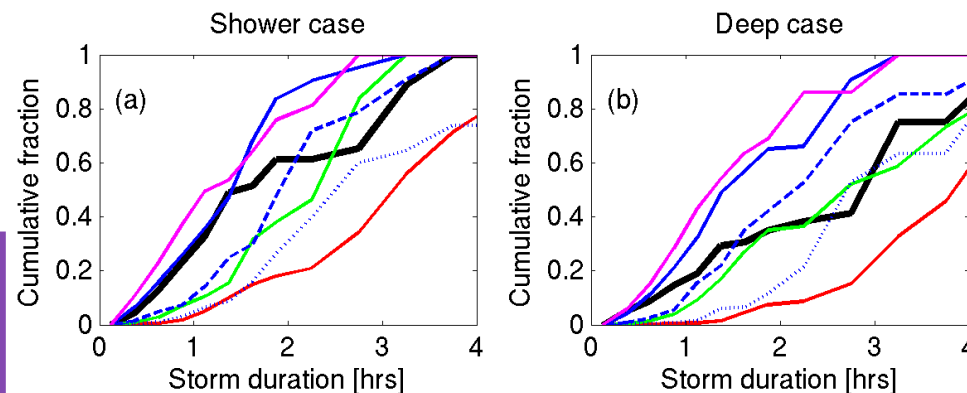 Shower case
Deep case
(a)
(b)
Cumulative fraction
1
0.8
0.6
0.4
0.2
0
0 1 2 3 4
Storm duration [hrs]
Cumulative fraction
1
0.8
0.6
0.4
0.2
0
0 1 2 3 4
Storm duration [hrs]